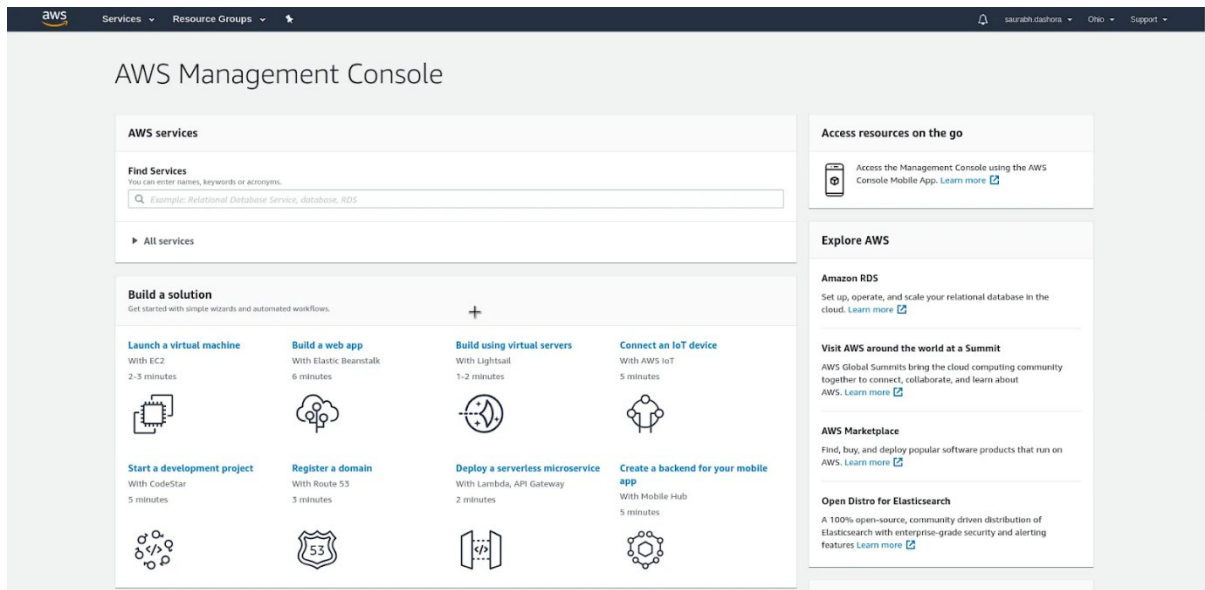 aws
Services
Resource Groups
saurabh.dashora
Ohio
Support
AWS Management Console
AWS services
Find Services
You can enter names, keywords or acronyms.
Example: Relational Database Service, database, RDS
All services
Build a solution
Get started with simple wizards and automated workflows.
Launch a virtual machine
With EC2
2-3 minutes
Build a web app
With Elastic Beanstalk
6 minutes
Build using virtual servers
With Lightsail
1-2 minutes
Connect an IoT device
With AWS IoT
5 minutes
Start a development project
With CodeStar
5 minutes
Register a domain
With Route 53
3 minutes
53
Deploy a serverless microservice
With Lambda, API Gateway
2 minutes
</>
Create a backend for your mobile
app
With Mobile Hub
5 minutes
Access resources on the go
Access the Management Console using the AWS
Console Mobile App. Learn more
Explore AWS
Amazon RDS
Set up, operate, and scale your relational database in the
cloud. Learn more
Visit AWS around the world at a Summit
AWS Global Summits bring the cloud computing community
together to connect, collaborate, and learn about
AWS. Learn more
AWS Marketplace
Find, buy, and deploy popular software products that run on
AWS. Learn more
Open Distro for Elasticsearch
A 100% open-source, community driven distribution of
Elasticsearch with enterprise-grade security and alerting
features Learn more